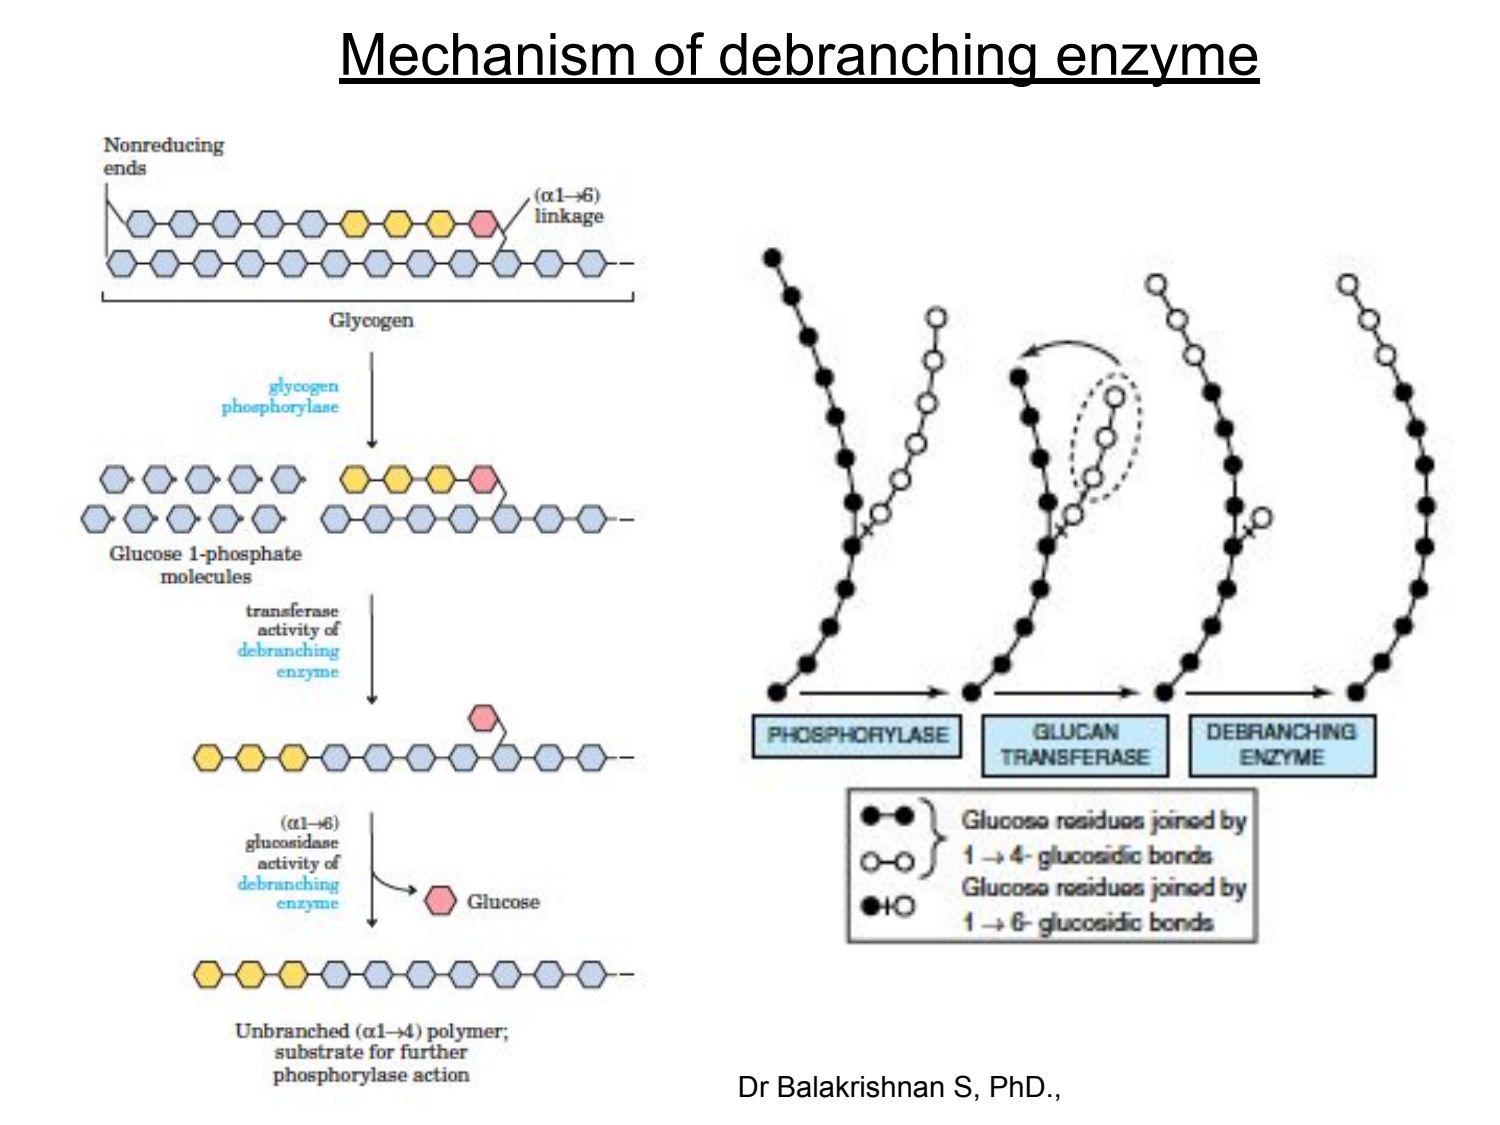 Mechanism of debranching enzyme
Nonreducing
ends
(α1→6)
linkage
Glycogen
glycogen
phosphorylase
Glucose 1-phosphate
molecules
transferase
activity of
debranching
enzyme
(α1→6)
glucosidase
activity of
debranching
enzyme
Glucose
Unbranched (α1→4) polymer;
substrate for further
phosphorylase action
PHOSPHORYLASE
GLUCAN
TRANSFERASE
DEBRANCHING
ENZYME
Glucose residues joined by
1 → 4- glucosidic bonds
Glucose residues joined by
1 → 6- glucosidic bonds
Dr Balakrishnan S, PhD.,